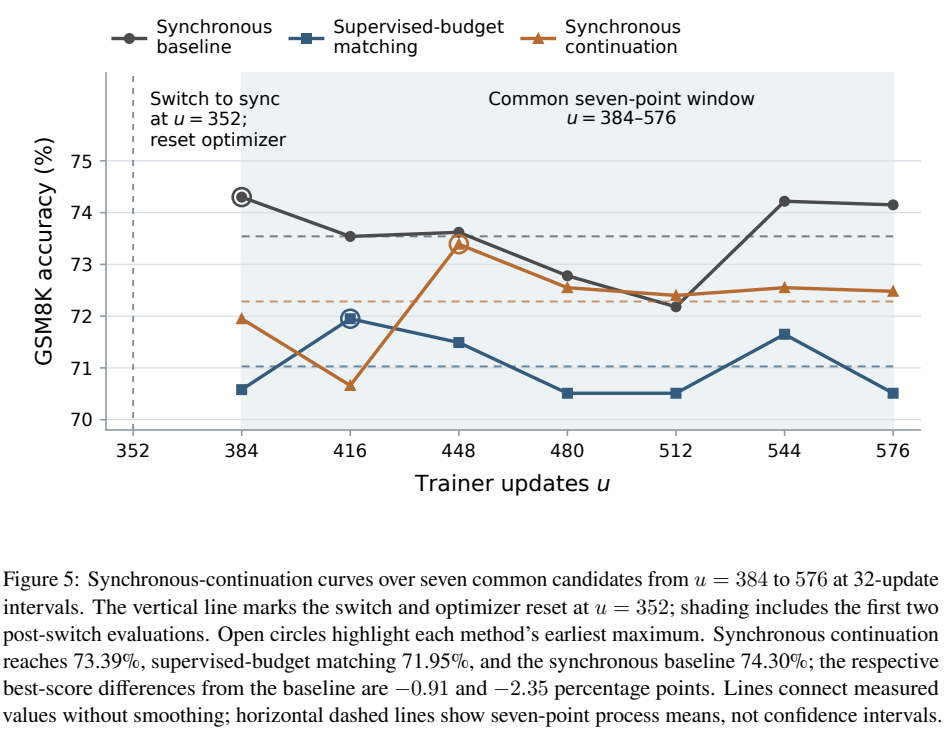 Synchronous
baseline
Supervised-budget
matching
Synchronous
continuation
Switch to sync
at u = 352;
reset optimizer
Common seven-point window
u = 384–576
GSM8K accuracy (%)
75
74
73
72
71
70
352 384 416 448 480 512 544 576
Trainer updates u
Figure 5: Synchronous-continuation curves over seven common candidates from u = 384 to 576 at 32-update
intervals. The vertical line marks the switch and optimizer reset at u = 352; shading includes the first two
post-switch evaluations. Open circles highlight each method's earliest maximum. Synchronous continuation
reaches 73.39%, supervised-budget matching 71.95%, and the synchronous baseline 74.30%; the respective
best-score differences from the baseline are −0.91 and −2.35 percentage points. Lines connect measured
values without smoothing; horizontal dashed lines show seven-point process means, not confidence intervals.